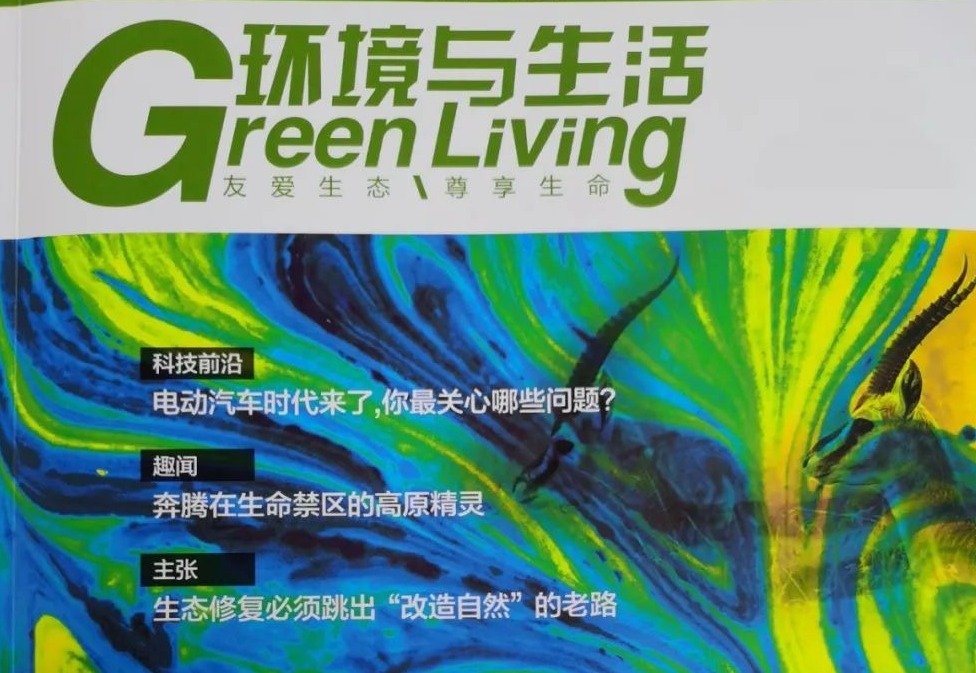 环境与生活
Green Living
友爱生态\尊享生命
科技前沿
电动汽车时代来了,你最关心哪些问题?
趣闻
奔腾在生命禁区的高原精灵
主张
生态修复必须跳出“改造自然”的老路